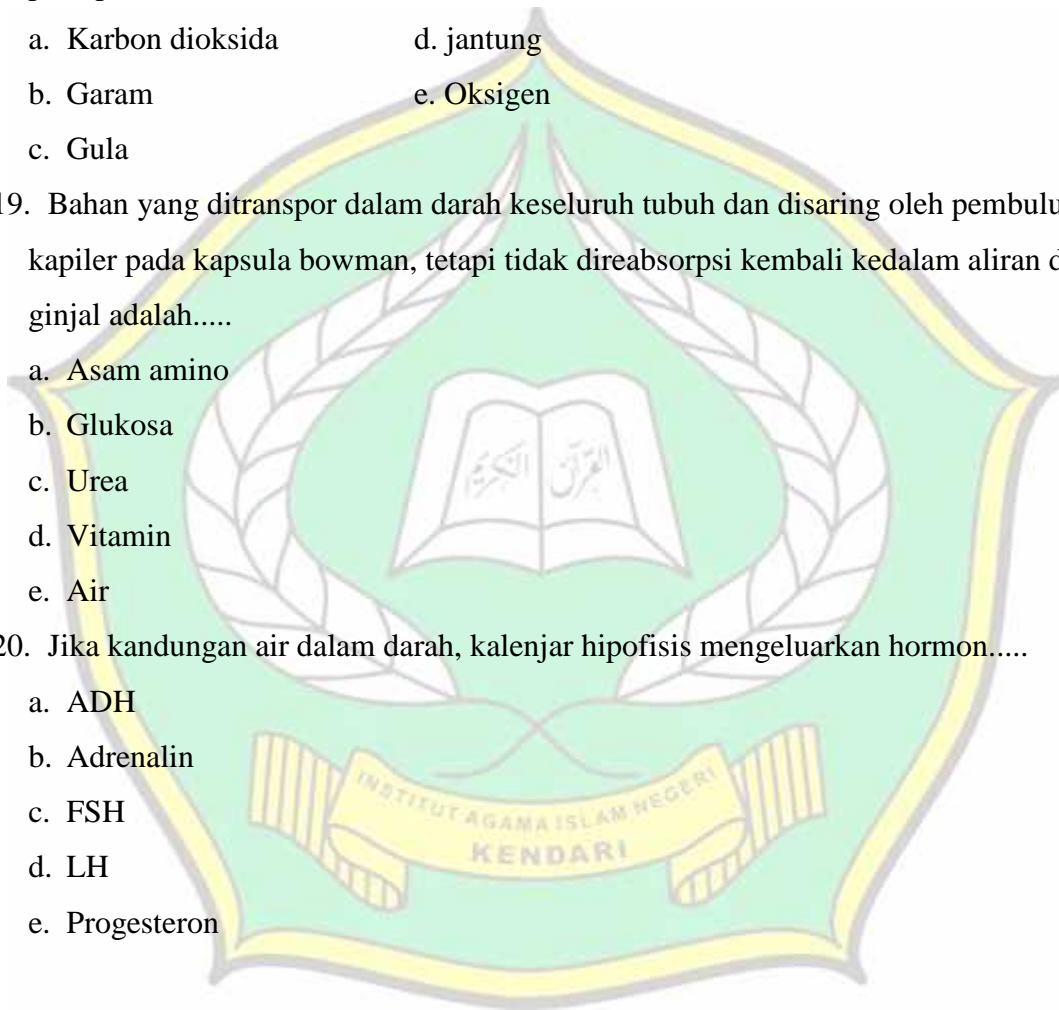 a. Karbon dioksida d. jantung
b. Garam e. Oksigen
c. Gula
19. Bahan yang ditranspor dalam darah keseluruh tubuh dan disaring oleh
kapiler pada kapsula bowman, tetapi tidak direabsorpsi kembali kedalam aliran
ginjal adalah.....
a. Asam amino
b. Glukosa
c. Urea
d. Vitamin
e. Air
20. Jika kandungan air dalam darah, kalenjar hipofisis mengeluarkan hormon.....
a. ADH
b. Adrenalin
c. FSH
d. LH
e. Progesteron
القرآن الكريم
INSTITUT AGAMA ISLAM NEGERI
KENDARI